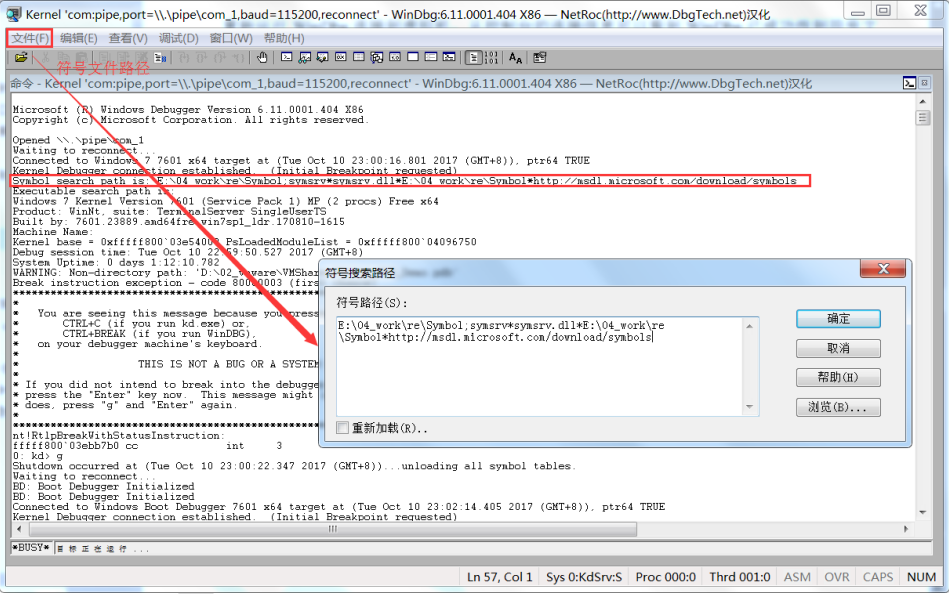 Kernel 'com:pipe,port=\\.\pipe\com_1,baud=115200,reconnect' - WinDbg:6.11.0001.404 X86 — NetRoc(http://www.DbgTech.net)汉化
文件(F) 编辑(E) 查看(V) 调试(D) 窗口(W) 帮助(H)
符号文件路径
命令 - Kernel 'com:pipe,port=\\.\pipe\com_1,baud=115200,reconnect' - WinDbg:6.11.0001.404 X86 — NetRoc(http://www.DbgTech.net)汉化
Microsoft (R) Windows Debugger Version 6.11.0001.404 X86
Copyright (c) Microsoft Corporation. All rights reserved.
Opened \\.\pipe\com_1
Waiting to reconnect...
Connected to Windows 7 7601 x64 target at (Tue Oct 10 23:00:16.801 2017 (GMT+8)), ptr64 TRUE
Kernel Debugger connection established.  (Initial Breakpoint requested)
Symbol search path is: E:\04_work\re\Symbol;symsrv*symsrv.dll*E:\04_work\re\Symbol*http://msdl.microsoft.com/download/symbols
Executable search path is:
Windows 7 Kernel Version 7601 (Service Pack 1) MP (2 procs) Free x64
Product: WinNt, suite: TerminalServer SingleUserTS
Built by: 7601.23889.amd64fre.win7sp1_ldr.170810-1615
Machine Name:
Kernel base = 0xfffff800`03e54000 PsLoadedModuleList = 0xfffff800`04096750
Debug session time: Tue Oct 10 22:59:50.527 2017 (GMT+8)
System Uptime: 0 days 1:12:10.782
WARNING: Non-directory path: 'D:\02_vmware\VMShar
Break instruction exception - code 80000003 (firs
*
* You are seeing this message because you press
* CTRL+C (if you run kd.exe) or,
* CTRL+BREAK (if you run WinDBG),
* on your debugger machine's keyboard.
*
* THIS IS NOT A BUG OR A SYSTEM
*
* If you did not intend to break into the debugge
* press the "Enter" key now.  This message might
* does, press "g" and "Enter" again.
*
nt!RtlpBreakWithStatusInstruction:
fffff800`03ebb7b0 cc int 3
0: kd> g
Shutdown occurred at (Tue Oct 10 23:00:22.347 2017 (GMT+8))...unloading all symbol tables.
Waiting to reconnect...
BD: Boot Debugger Initialized
BD: Boot Debugger Initialized
Connected to Windows Boot Debugger 7601 x64 target at (Tue Oct 10 23:02:14.405 2017 (GMT+8)), ptr64 TRUE
Kernel Debugger connection established.  (Initial Breakpoint requested)
符号搜索路径
符号路径(S):
E:\04_work\re\Symbol;symsrv*symsrv.dll*E:\04_work\re
\Symbol*http://msdl.microsoft.com/download/symbols
确定
取消
帮助(H)
浏览(B)...
重新加载(R)..
*BUSY* 目标正在运行 ...
Ln 57, Col 1 Sys 0:KdSrv:S Proc 000:0 Thrd 001:0 ASM OVR CAPS NUM